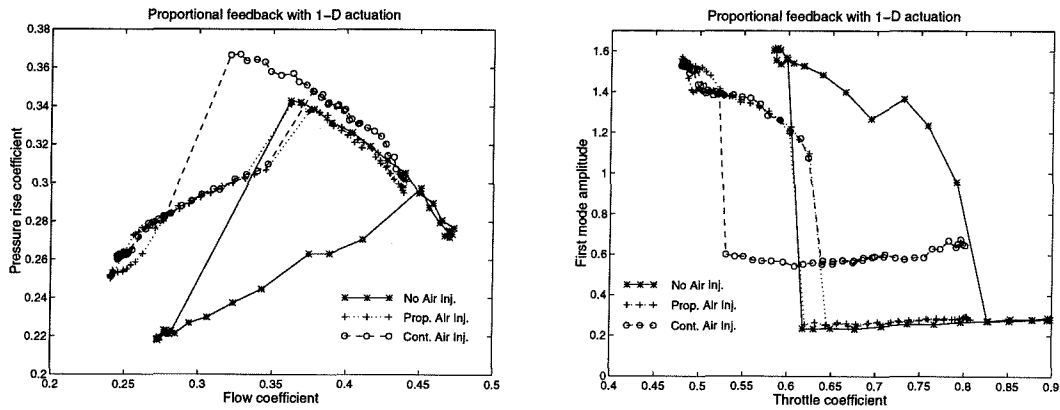 Proportional feedback with 1-D actuation
0.38
0.36
0.34
0.32
0.3
0.28
0.26
0.24
0.22
0.2
Pressure rise coefficient
No Air Inj.
Prop. Air Inj.
Cont. Air Inj.
0.2 0.25 0.3 0.35 0.4 0.45 0.5
Flow coefficient
Proportional feedback with 1-D actuation
1.6
1.4
1.2
1
0.8
0.6
0.4
0.2
0
First mode amplitude
No Air Inj.
Prop. Air Inj.
Cont. Air Inj.
0.4 0.45 0.5 0.55 0.6 0.65 0.7 0.75 0.8 0.85 0.9
Throttle coefficient